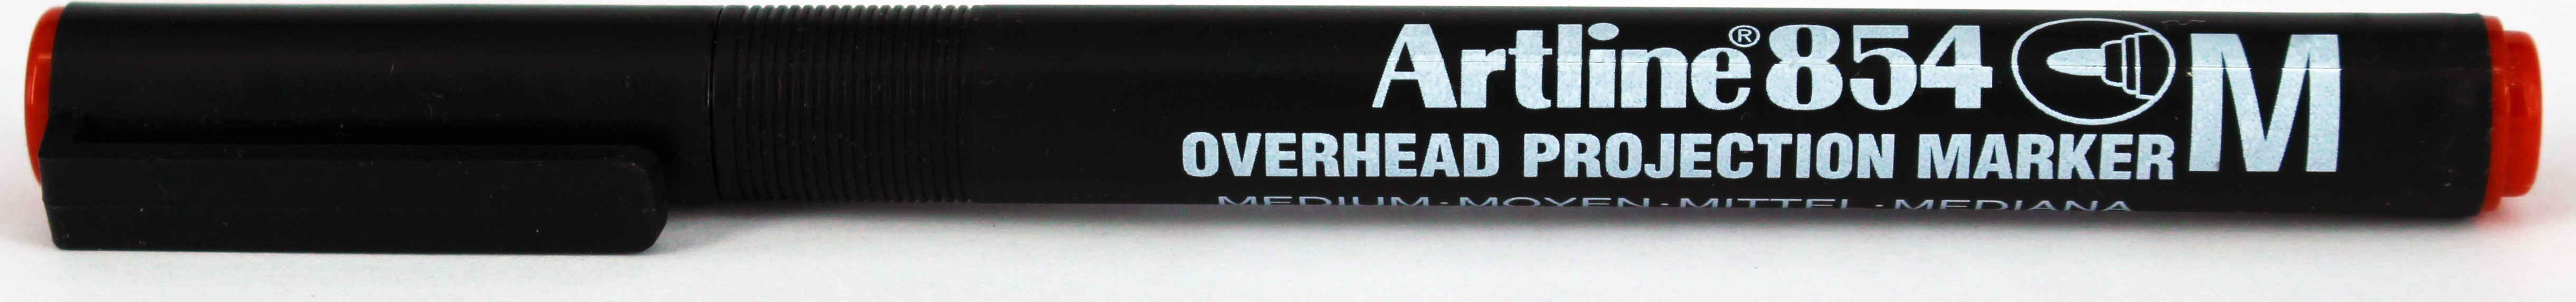 Artline®854 M
OVERHEAD PROJECTION MARKER
MEDIUM·MOYEN·MITTEL·MEDIANA